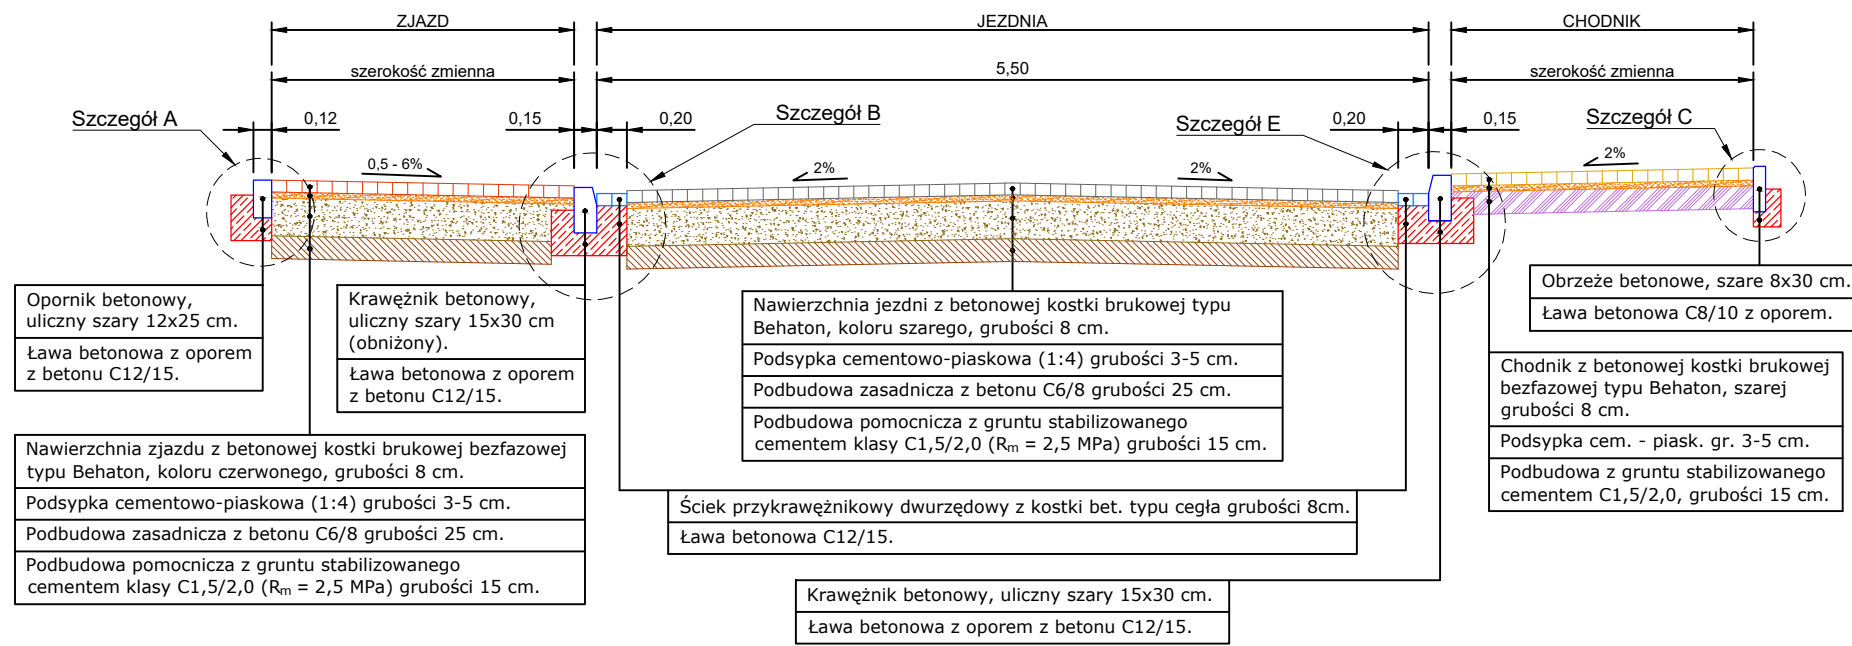 ZJAZD
JEZDNIA
CHODNIK
szerokość zmienna
5,50
szerokość zmienna
Szczegół A
0,12
0,15
0,20
Szczegół B
Szczegół E
0,20
0,15
Szczegół C
0,5 - 6%
2%
2%
2%
Opornik betonowy,
uliczny szary 12x25 cm.
Ława betonowa z oporem
z betonu C12/15.
Krawężnik betonowy,
uliczny szary 15x30 cm
(obniżony).
Ława betonowa z oporem
z betonu C12/15.
Nawierzchnia jezdni z betonowej kostki brukowej typu
Behaton, koloru szarego, grubości 8 cm.
Podsypka cementowo-piaskowa (1:4) grubości 3-5 cm.
Podbudowa zasadnicza z betonu C6/8 grubości 25 cm.
Podbudowa pomocnicza z gruntu stabilizowanego
cementem klasy C1,5/2,0 (Rm = 2,5 MPa) grubości 15 cm.
Obrzeże betonowe, szare 8x30 cm.
Ława betonowa C8/10 z oporem.
Chodnik z betonowej kostki brukowej
bezfazowej typu Behaton, szarej
grubości 8 cm.
Podsypka cem. - piask. gr. 3-5 cm.
Podbudowa z gruntu stabilizowanego
cementem C1,5/2,0, grubości 15 cm.
Nawierzchnia zjazdu z betonowej kostki brukowej bezfazowej
typu Behaton, koloru czerwonego, grubości 8 cm.
Podsypka cementowo-piaskowa (1:4) grubości 3-5 cm.
Podbudowa zasadnicza z betonu C6/8 grubości 25 cm.
Podbudowa pomocnicza z gruntu stabilizowanego
cementem klasy C1,5/2,0 (Rm = 2,5 MPa) grubości 15 cm.
Ściek przykrawężnikowy dwurzędowy z kostki bet. typu cegła grubości 8cm.
Ława betonowa C12/15.
Krawężnik betonowy, uliczny szary 15x30 cm.
Ława betonowa z oporem z betonu C12/15.